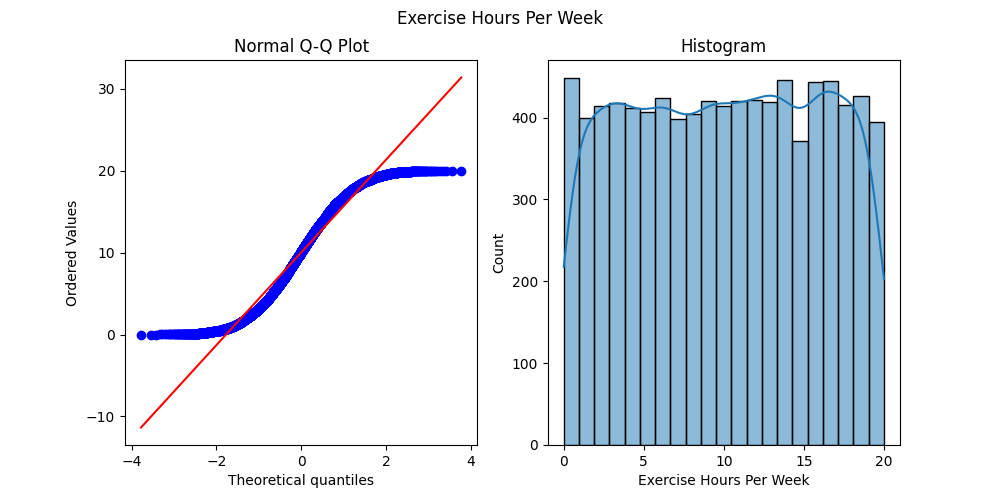 Exercise Hours Per Week
Normal Q-Q Plot
Ordered Values
30
20
10
0
−10
−4
−2
0
2
4
Theoretical quantiles
Histogram
Count
400
300
200
100
0
0
5
10
15
20
Exercise Hours Per Week